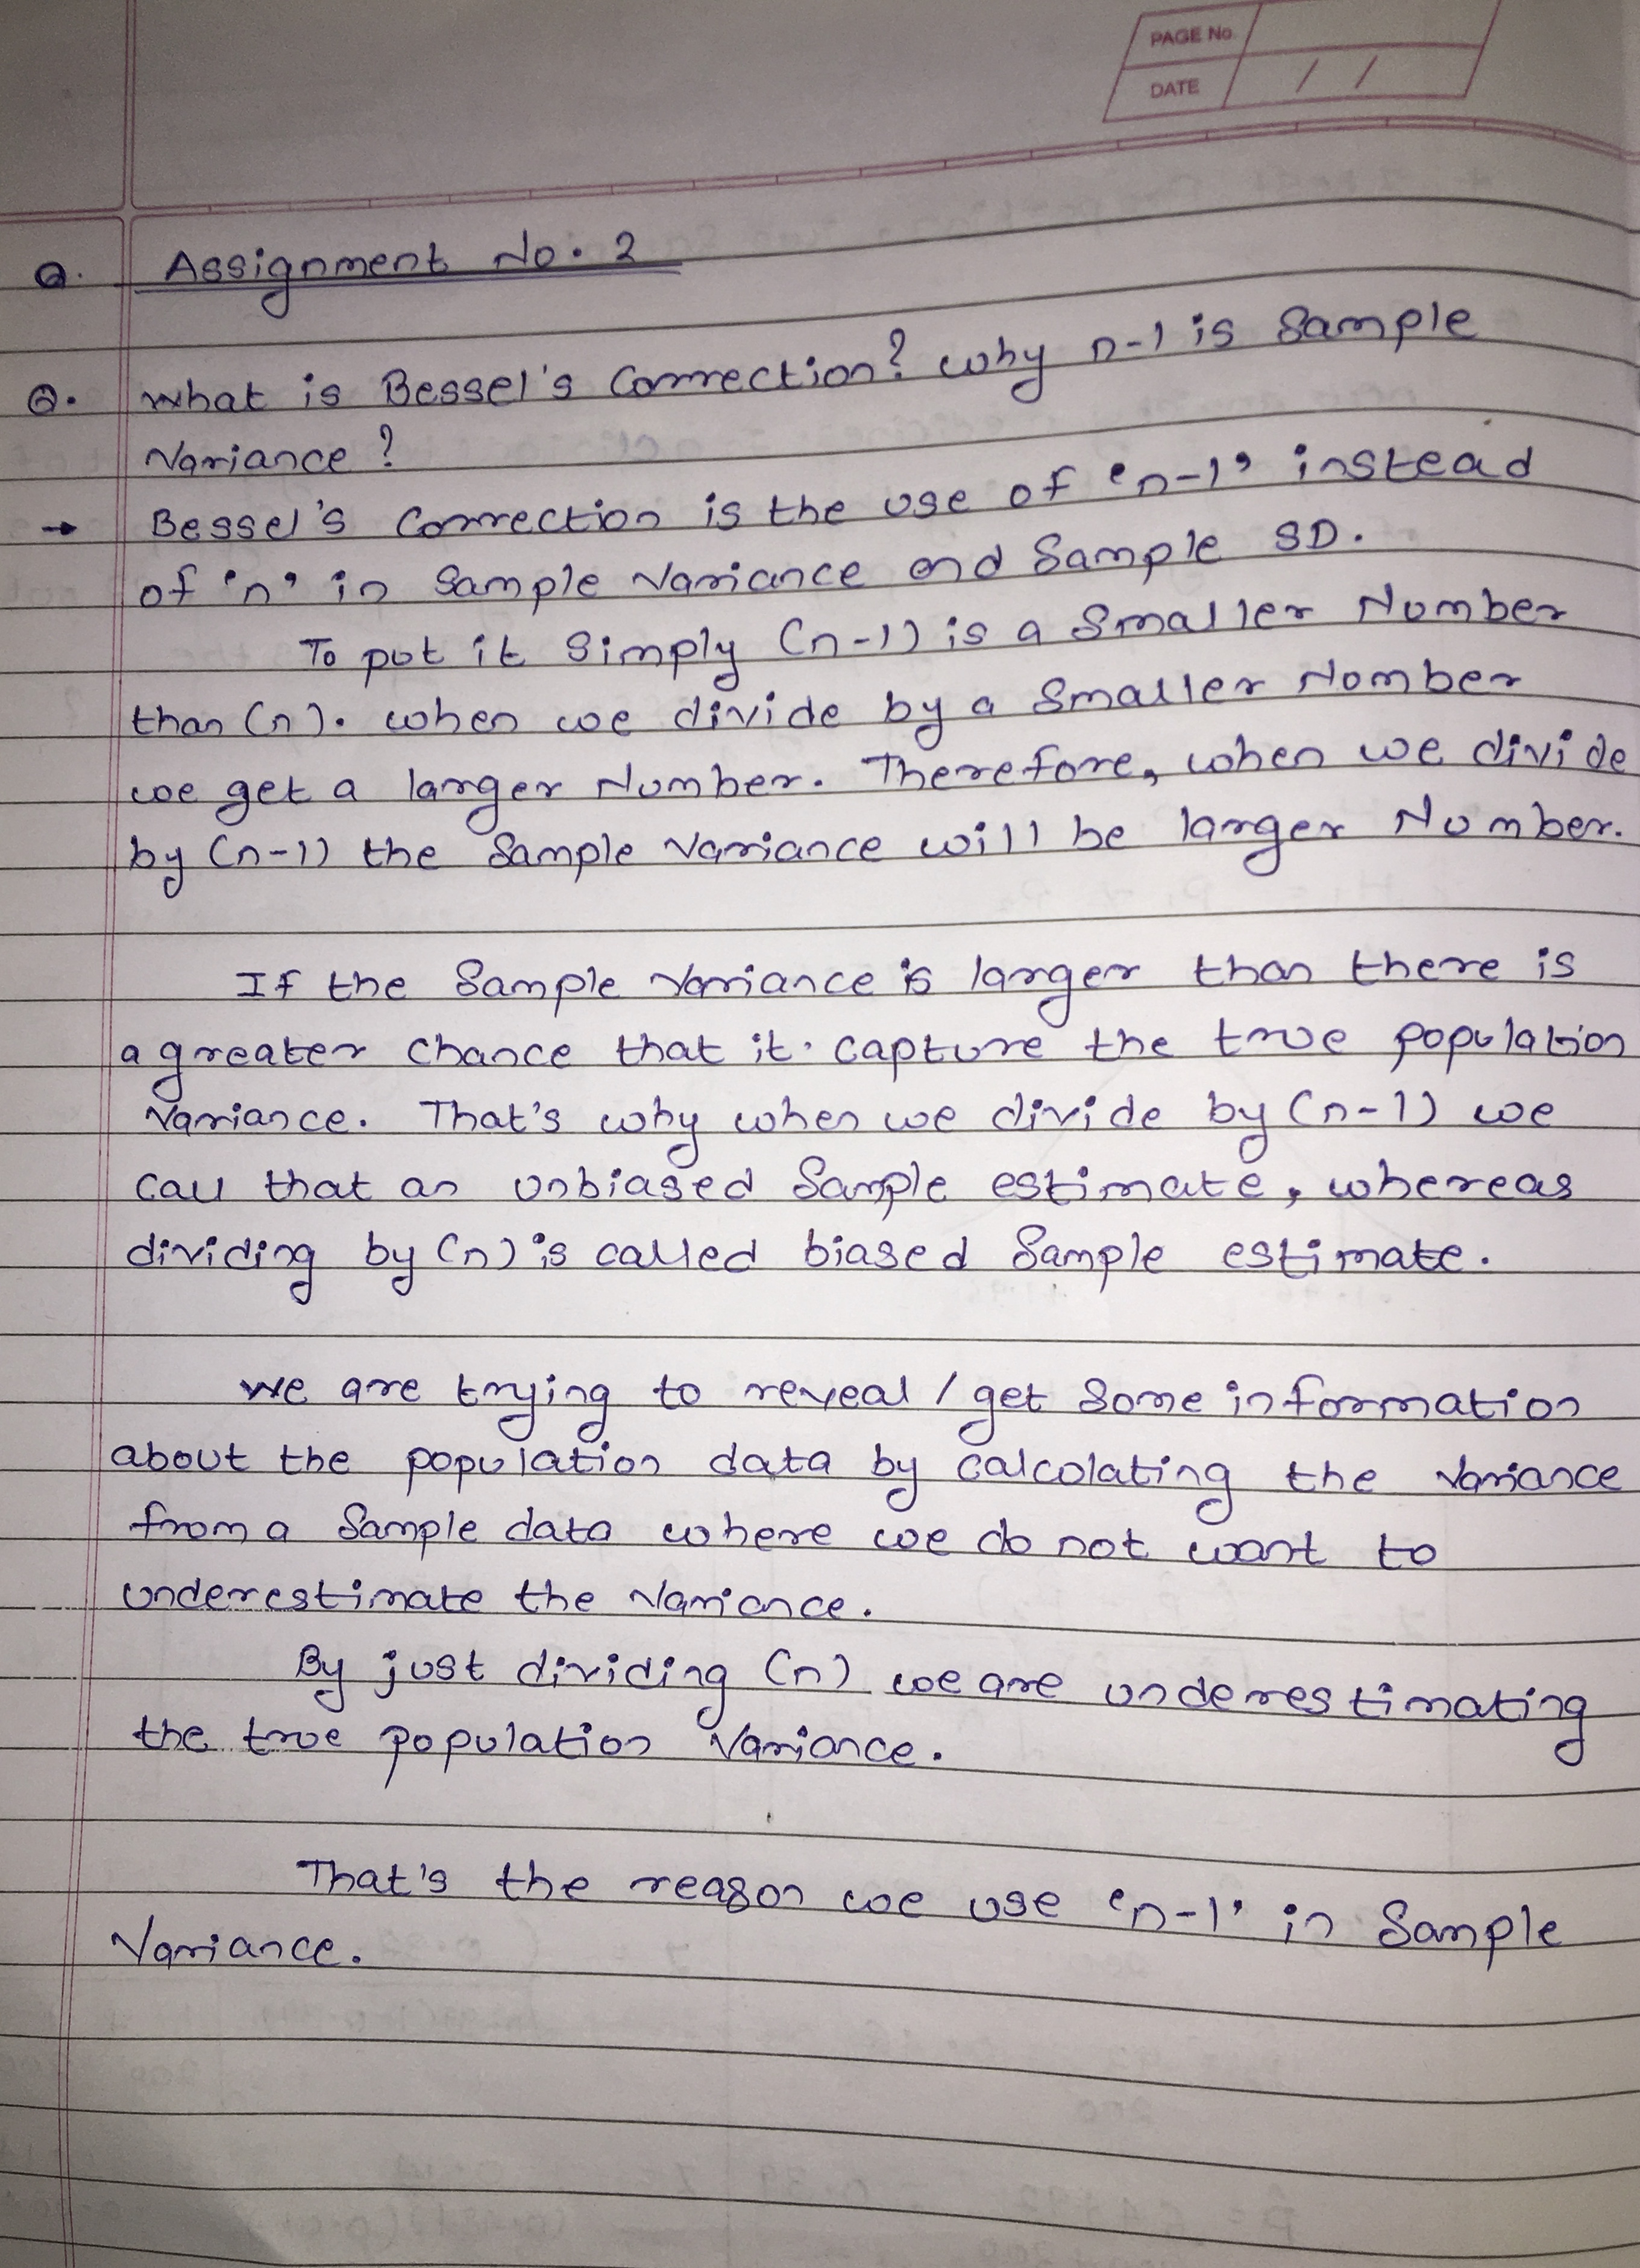 PAGE No.
DATE / /
Q. Assignment No. 2
Q. What is Bessel's Correction? Why n-1 is Sample
Variance?
→ Bessel's Correction is the use of 'n-1' instead
of 'n' in Sample Variance and Sample SD.
To put it Simply (n-1) is a Smaller Number
than (n). When we divide by a Smaller Number
we get a larger Number. Therefore, when we divide
by (n-1) the Sample Variance will be larger Number.
If the Sample Variance is larger than there is
a greater chance that it. capture the true population
Variance. That's why when we divide by (n-1) we
call that an unbiased Sample estimate, whereas
dividing by (n) is called biased Sample estimate.
We are trying to reveal / get Some information
about the population data by calculating the Variance
from a Sample data where we do not want to
underestimate the Variance.
By just dividing (n) we are underestimating
the true population Variance.
That's the reason we use 'n-1' in Sample
Variance.